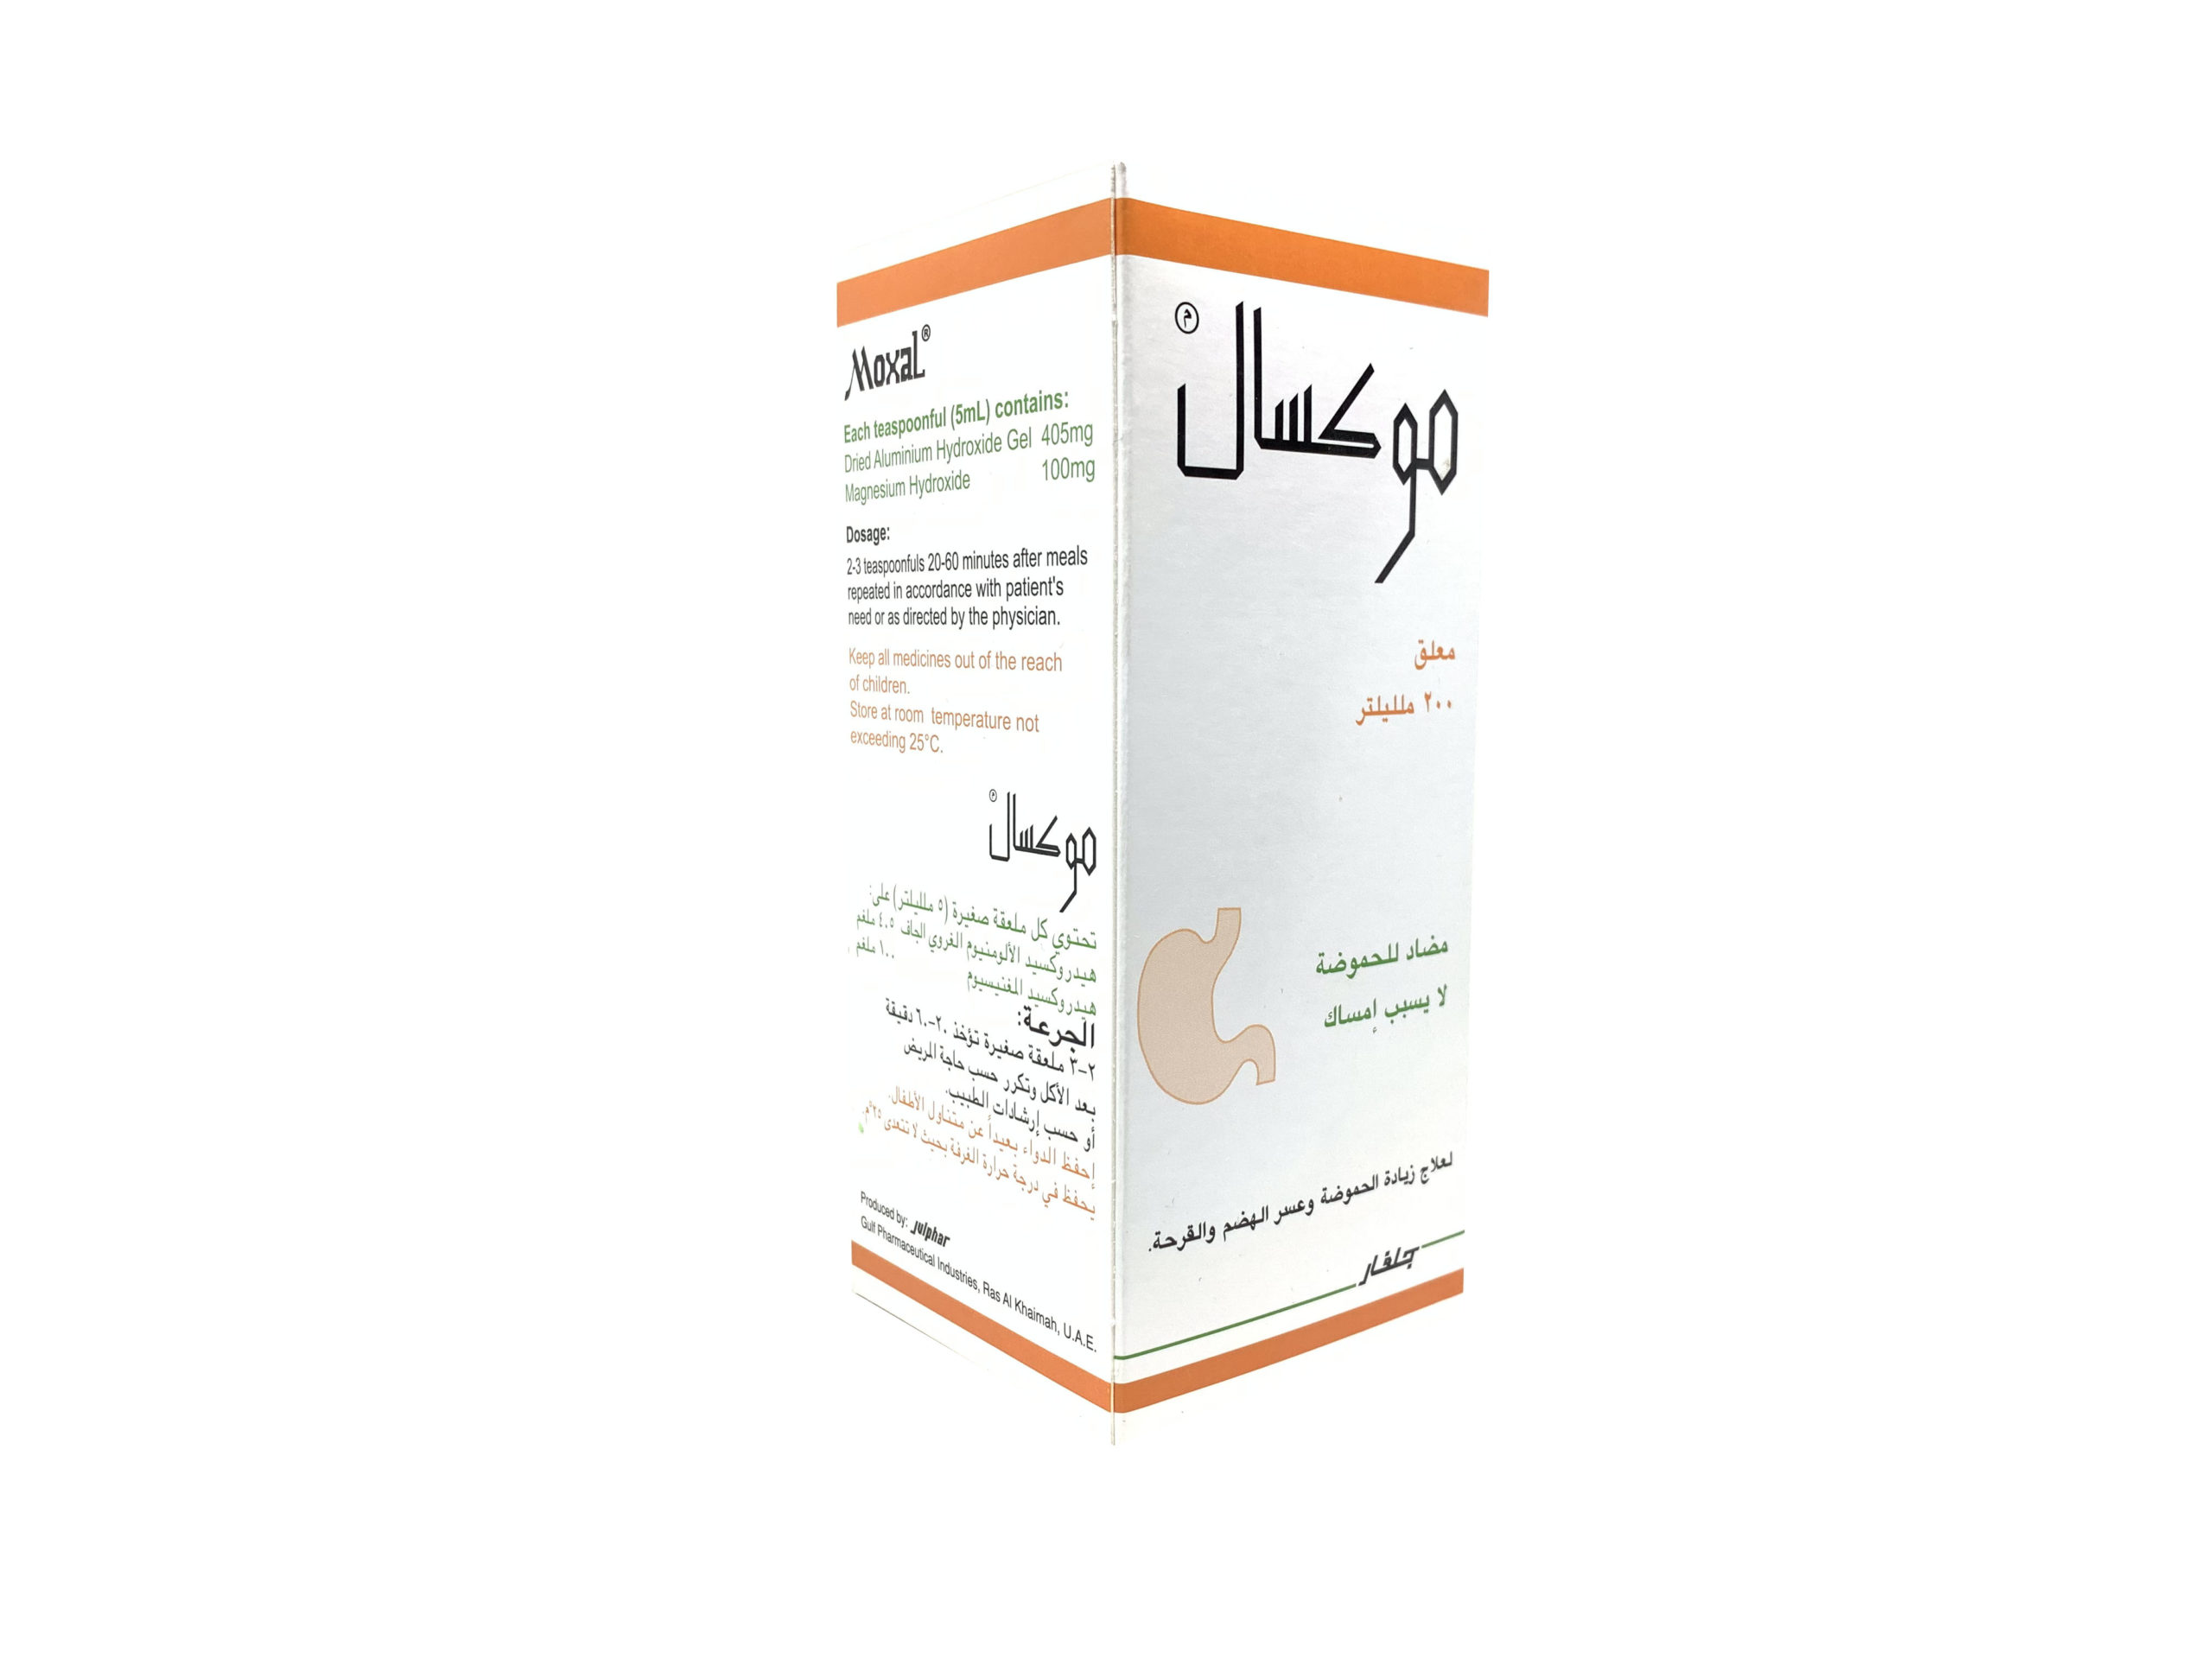 Moxal®
Each teaspoonful (5mL) contains:
Dried Aluminium Hydroxide Gel 405mg
Magnesium Hydroxide 100mg
Dosage:
2-3 teaspoonfuls 20-60 minutes after meals
repeated in accordance with patient's
need or as directed by the physician.
Keep all medicines out of the reach
of children.
Store at room temperature not
exceeding 25°C.
موكسال
م
تحتوي كل ملعقة صغيرة (٥ ملليلتر) على:
هيدروكسيد الألومنيوم الغروي الجاف ٤٠٥ ملغم
هيدروكسيد المغنيسيوم ١٠٠ ملغم
الجرعة:
٢-٣ ملعقة صغيرة تؤخذ ٢٠-٦٠ دقيقة
بعد الأكل وتكرر حسب حاجة المريض
أو حسب إرشادات الطبيب.
إحفظ الدواء بعيداً عن متناول الأطفال.
يحفظ في درجة حرارة الغرفة بحيث لا تتعدى ٢٥°م.
Produced by: Julphar
Gulf Pharmaceutical Industries, Ras Al Khaimah, U.A.E.
موكسال
م
معلق
٢٠٠ ملليلتر
مضاد للحموضة
لا يسبب إمساك
لعلاج زيادة الحموضة وعسر الهضم والقرحة.
جلفار